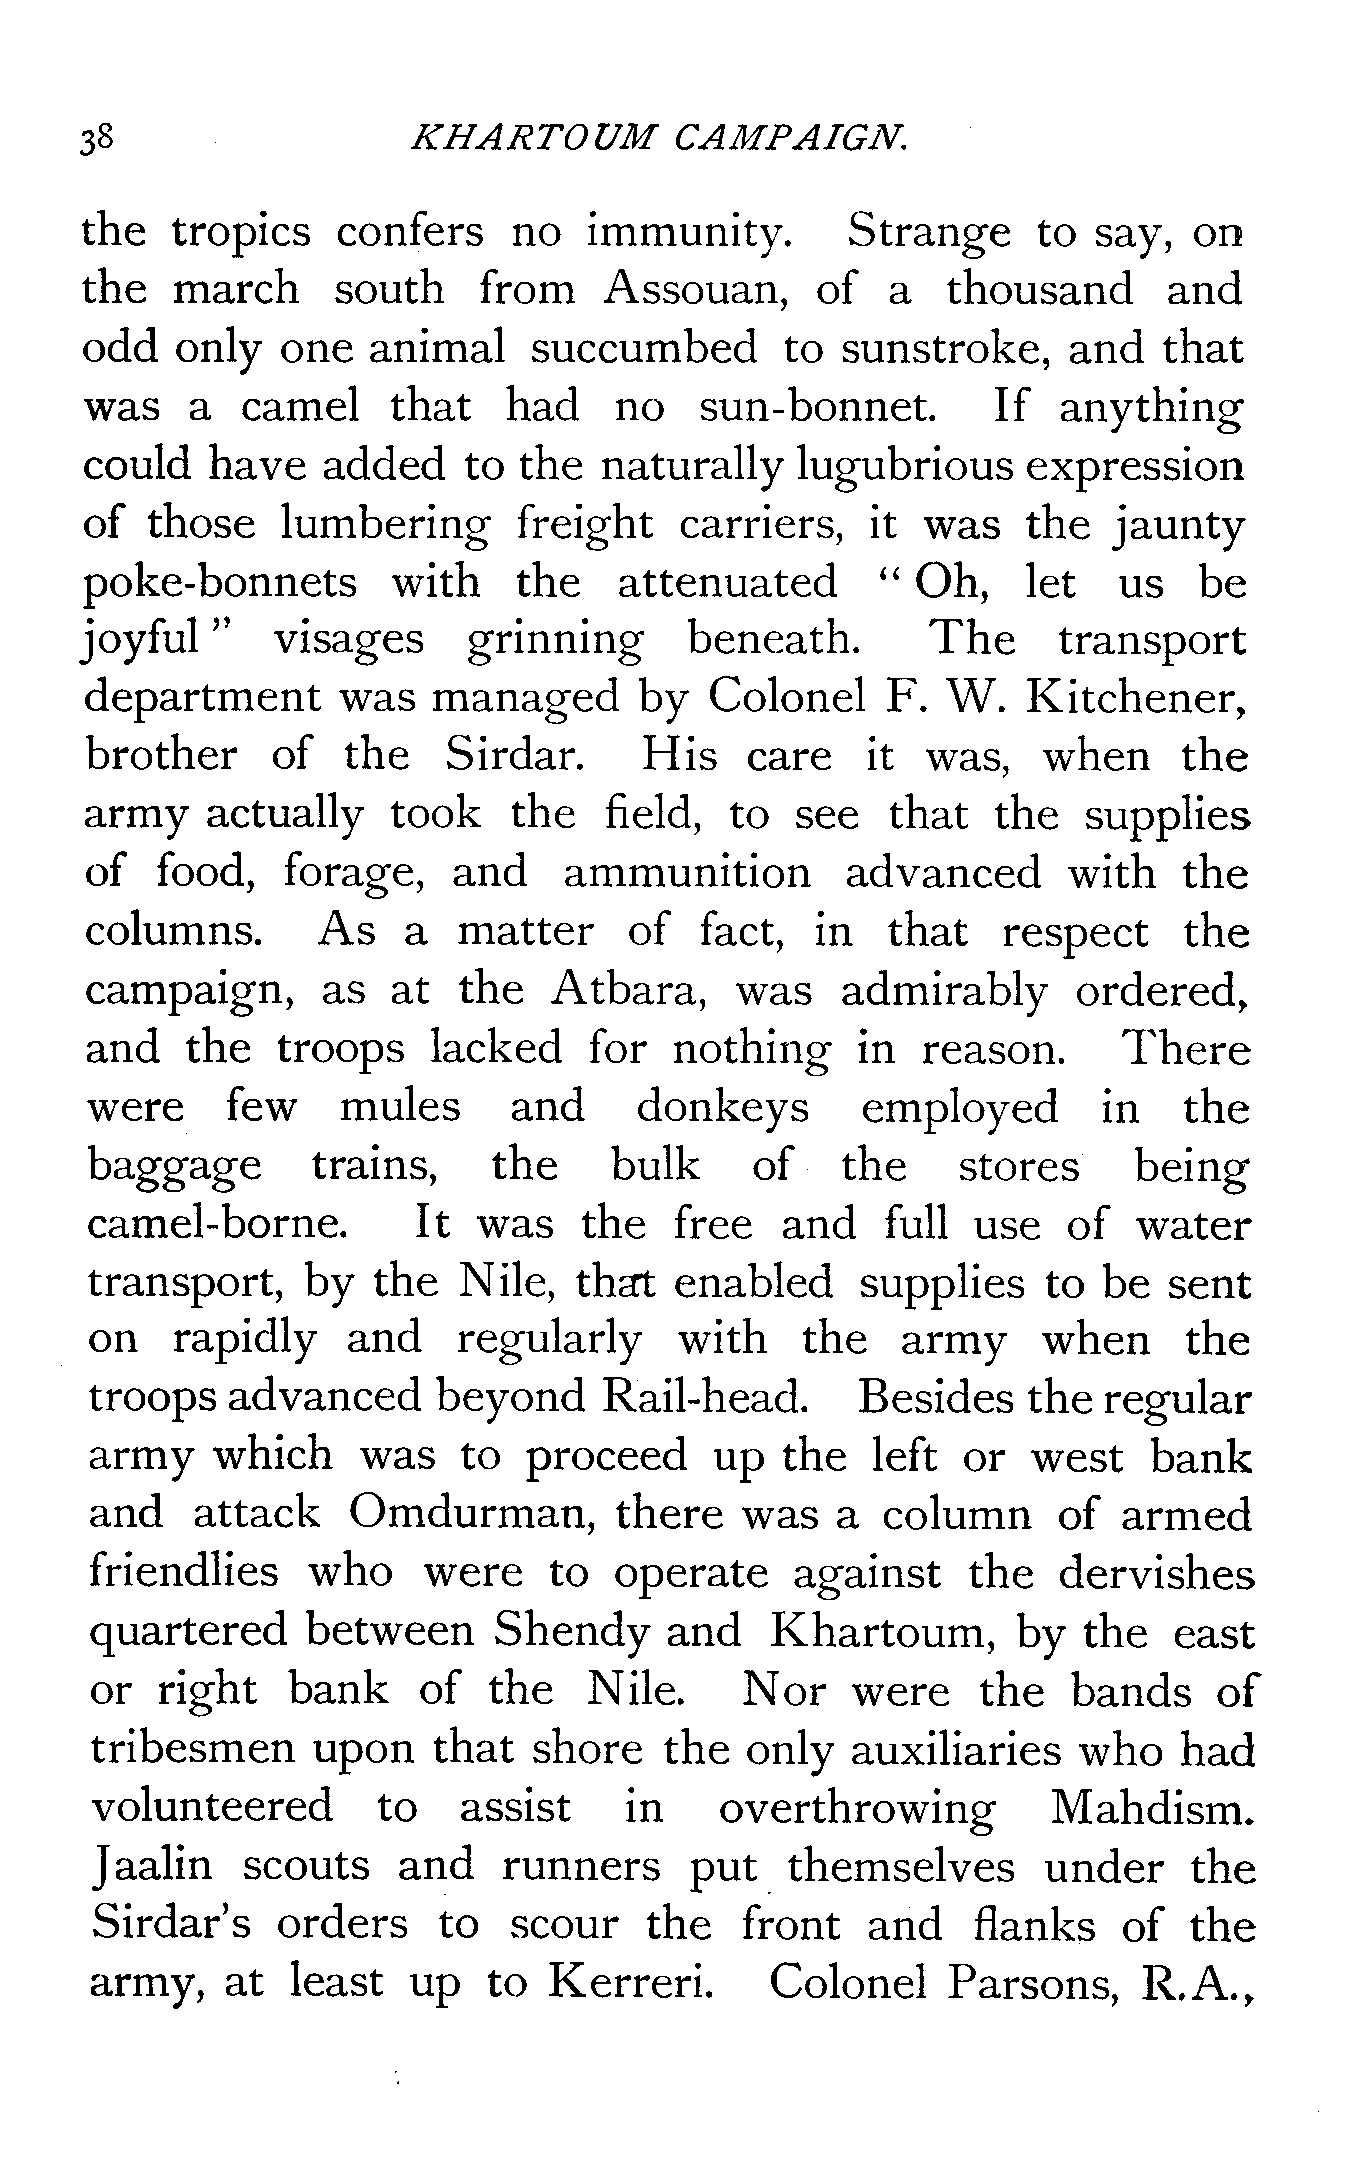 38 KHARTOUM CAMPAIGN.
the tropics confers no immunity. Strange to say, on
the march south from Assouan, of a thousand and
odd only one animal succumbed to sunstroke, and that
was a camel that had no sun-bonnet. If anything
could have added to the naturally lugubrious expression
of those lumbering freight carriers, it was the jaunty
poke-bonnets with the attenuated “ Oh, let us be
joyful ” visages grinning beneath. The transport
department was managed by Colonel F. W. Kitchener,
brother of the Sirdar. His care it was, when the
army actually took the field, to see that the supplies
of food, forage, and ammunition advanced with the
columns. As a matter of fact, in that respect the
campaign, as at the Atbara, was admirably ordered,
and the troops lacked for nothing in reason. There
were few mules and donkeys employed in the
baggage trains, the bulk of the stores being
camel-borne. It was the free and full use of water
transport, by the Nile, that enabled supplies to be sent
on rapidly and regularly with the army when the
troops advanced beyond Rail-head. Besides the regular
army which was to proceed up the left or west bank
and attack Omdurman, there was a column of armed
friendlies who were to operate against the dervishes
quartered between Shendy and Khartoum, by the east
or right bank of the Nile. Nor were the bands of
tribesmen upon that shore the only auxiliaries who had
volunteered to assist in overthrowing Mahdism.
Jaalin scouts and runners put themselves under the
Sirdar’s orders to scour the front and flanks of the
army, at least up to Kerreri. Colonel Parsons, R.A.,